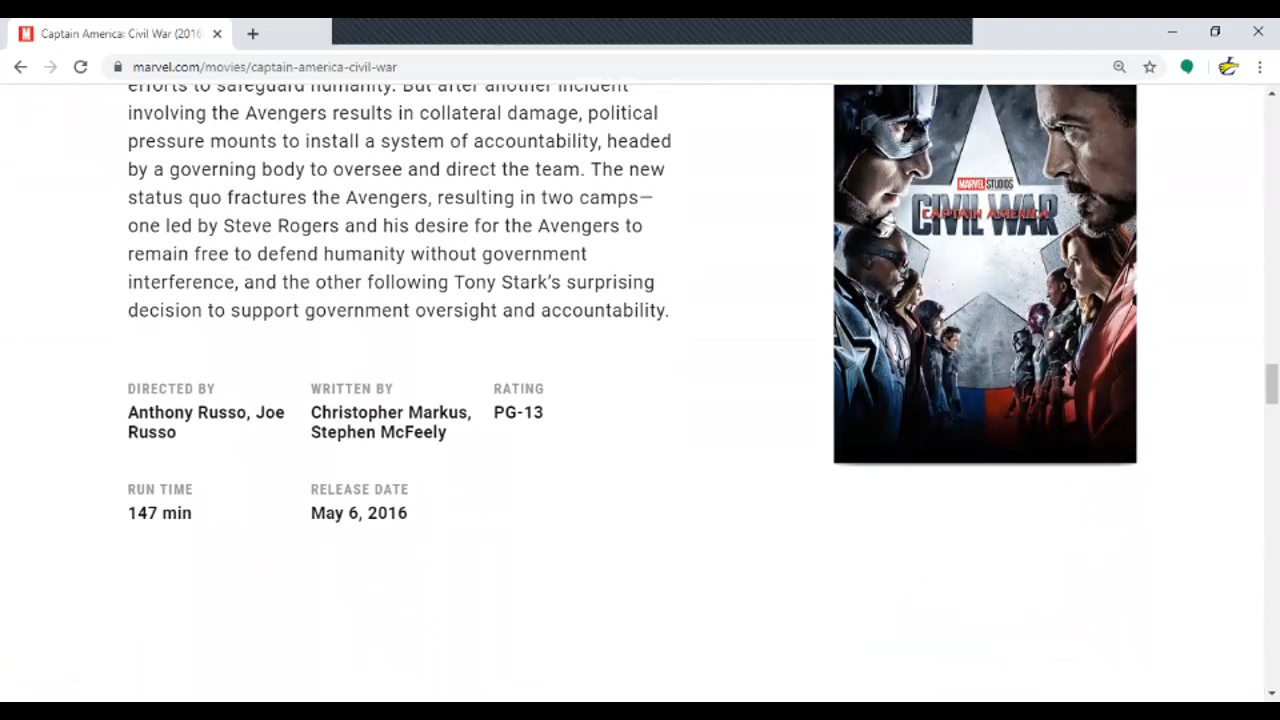 Captain America: Civil War (2016
marvel.com/movies/captain-america-civil-war
efforts to safeguard humanity. But after another incident
involving the Avengers results in collateral damage, political
pressure mounts to install a system of accountability, headed
by a governing body to oversee and direct the team. The new
status quo fractures the Avengers, resulting in two camps—
one led by Steve Rogers and his desire for the Avengers to
remain free to defend humanity without government
interference, and the other following Tony Stark’s surprising
decision to support government oversight and accountability.
MARVEL STUDIOS
CAPTAIN AMERICA
CIVIL WAR
DIRECTED BY WRITTEN BY RATING
Anthony Russo, Joe Christopher Markus, PG-13
Russo Stephen McFeely
RUN TIME RELEASE DATE
147 min May 6, 2016